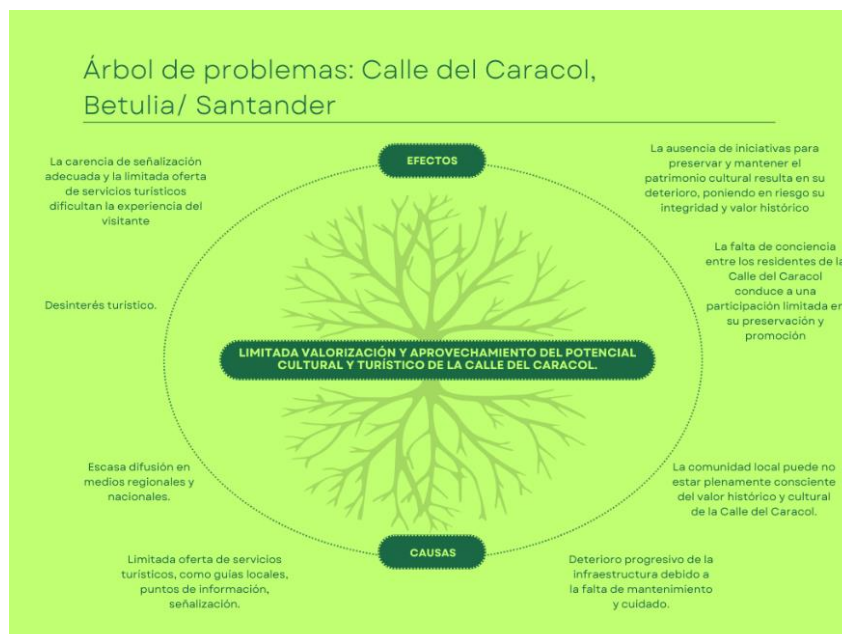 Árbol de problemas: Calle del Caracol,
Betulia/ Santander
EFECTOS
La carencia de señalización
adecuada y la limitada oferta
de servicios turísticos
dificultan la experiencia del
visitante
La ausencia de iniciativas para
preservar y mantener el
patrimonio cultural resulta en su
deterioro, poniendo en riesgo su
integridad y valor histórico
Desinterés turístico.
La falta de conciencia
entre los residentes de la
Calle del Caracol
conduce a una
participación limitada en
su preservación y
promoción
LIMITADA VALORIZACIÓN Y APROVECHAMIENTO DEL POTENCIAL
CULTURAL Y TURÍSTICO DE LA CALLE DEL CARACOL.
Escasa difusión en
medios regionales y
nacionales.
La comunidad local puede no
estar plenamente consciente
del valor histórico y cultural
de la Calle del Caracol.
CAUSAS
Limitada oferta de servicios
turísticos, como guías locales,
puntos de información,
señalización.
Deterioro progresivo de la
infraestructura debido a
la falta de mantenimiento
y cuidado.